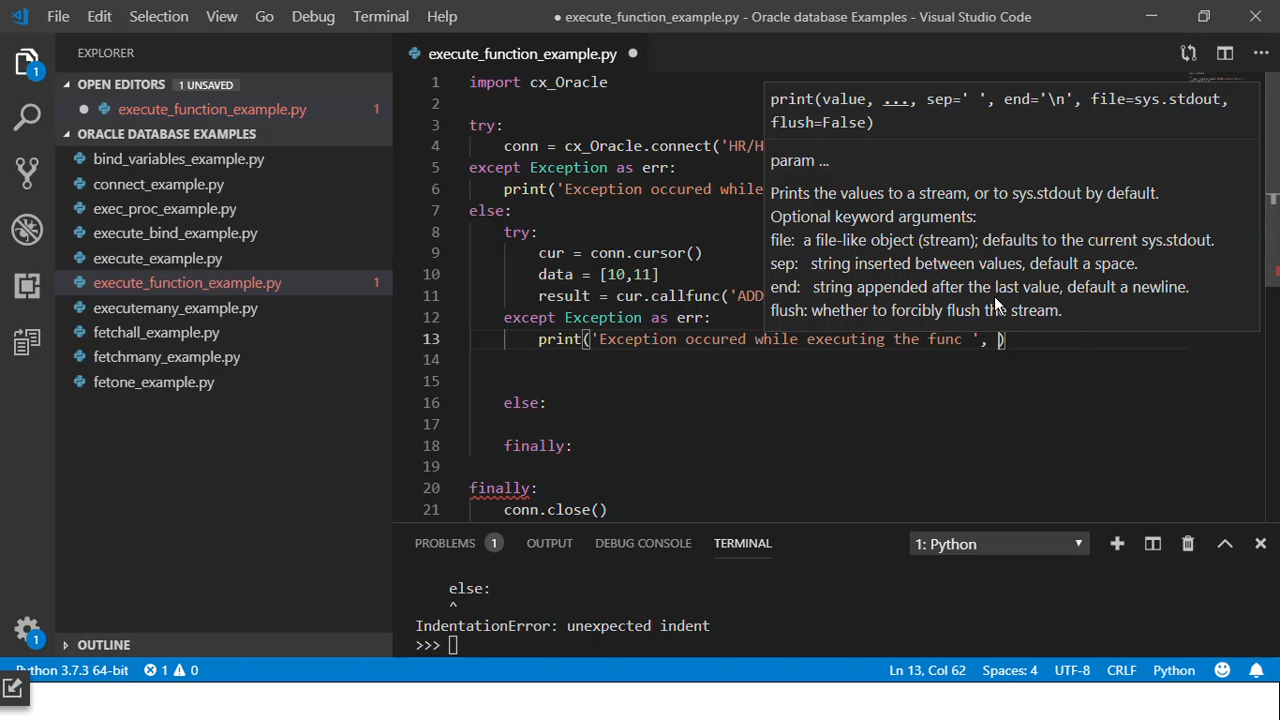 File Edit Selection View Go Debug Terminal Help
● execute_function_example.py - Oracle database Examples - Visual Studio Code
EXPLORER
OPEN EDITORS 1 UNSAVED
execute_function_example.py 1
ORACLE DATABASE EXAMPLES
bind_variables_example.py
connect_example.py
exec_proc_example.py
execute_bind_example.py
execute_example.py
execute_function_example.py 1
executemany_example.py
fetchall_example.py
fetchmany_example.py
fetone_example.py
OUTLINE
execute_function_example.py
1 import cx_Oracle
2
3 try:
4 conn = cx_Oracle.connect('HR/H
5 except Exception as err:
6 print('Exception occured while
7 else:
8 try:
9 cur = conn.cursor()
10 data = [10,11]
11 result = cur.callfunc('ADD
12 except Exception as err:
13 print('Exception occured while executing the func ', )
14
15
16 else:
17
18 finally:
19
20 finally:
21 conn.close()
print(value, ..., sep=' ', end='\n', file=sys.stdout,
flush=False)
param ...
Prints the values to a stream, or to sys.stdout by default.
Optional keyword arguments:
file: a file-like object (stream); defaults to the current sys.stdout.
sep: string inserted between values, default a space.
end: string appended after the last value, default a newline.
flush: whether to forcibly flush the stream.
PROBLEMS 1 OUTPUT DEBUG CONSOLE TERMINAL 1: Python
else:
^
IndentationError: unexpected indent
>>>
1
1
Python 3.7.3 64-bit 1 0 Ln 13, Col 62 Spaces: 4 UTF-8 CRLF Python